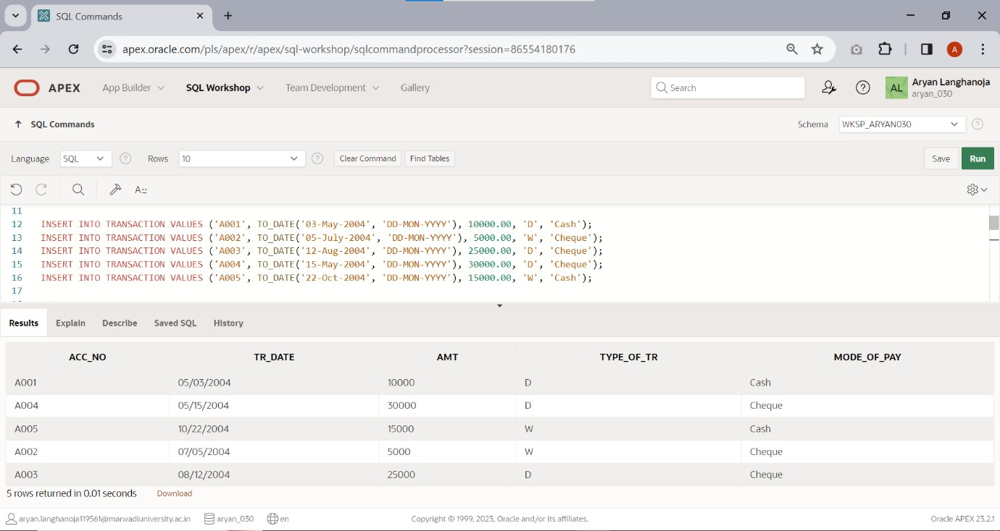 SQL Commands
apex.oracle.com/pls/apex/r/apex/sql-workshop/sqlcommandprocessor?session=86554180176
A
APEX App Builder SQL Workshop Team Development Gallery Search AL Aryan Langhanoja
aryan_030
SQL Commands Schema WKSP_ARYAN030
Language SQL Rows 10 Clear Command Find Tables Save Run
A::
11
12 INSERT INTO TRANSACTION VALUES ('A001', TO_DATE('03-May-2004', 'DD-MON-YYYY'), 10000.00, 'D', 'Cash');
13 INSERT INTO TRANSACTION VALUES ('A002', TO_DATE('05-July-2004', 'DD-MON-YYYY'), 5000.00, 'W', 'Cheque');
14 INSERT INTO TRANSACTION VALUES ('A003', TO_DATE('12-Aug-2004', 'DD-MON-YYYY'), 25000.00, 'D', 'Cheque');
15 INSERT INTO TRANSACTION VALUES ('A004', TO_DATE('15-May-2004', 'DD-MON-YYYY'), 30000.00, 'D', 'Cheque');
16 INSERT INTO TRANSACTION VALUES ('A005', TO_DATE('22-Oct-2004', 'DD-MON-YYYY'), 15000.00, 'W', 'Cash');
17
Results Explain Describe Saved SQL History
ACC_NO TR_DATE AMT TYPE_OF_TR MODE_OF_PAY
A001 05/03/2004 10000 D Cash
A004 05/15/2004 30000 D Cheque
A005 10/22/2004 15000 W Cash
A002 07/05/2004 5000 W Cheque
A003 08/12/2004 25000 D Cheque
5 rows returned in 0.01 seconds Download
aryan.langhanoja119561@marwadiuniversity.ac.in aryan_030 en Copyright © 1999, 2023, Oracle and/or its affiliates. Oracle APEX 23.2.1